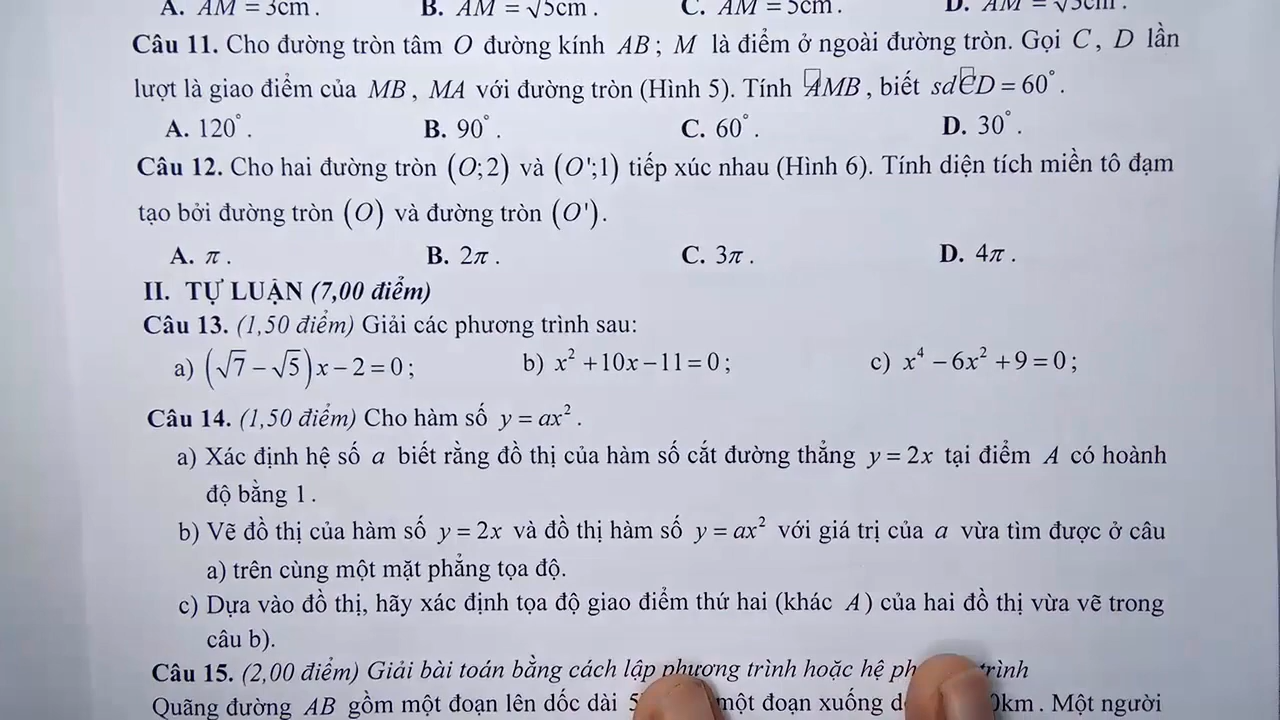 A. AM = 3cm. B. AM = √5cm. C. AM = 5cm. D. AM = √3cm.
Câu 11. Cho đường tròn tâm O đường kính AB; M là điểm ở ngoài đường tròn. Gọi C, D lần
lượt là giao điểm của MB, MA với đường tròn (Hình 5). Tính AMB, biết sđCD = 60°.
A. 120°. B. 90°. C. 60°. D. 30°.
Câu 12. Cho hai đường tròn (O;2) và (O';1) tiếp xúc nhau (Hình 6). Tính diện tích miền tô đạm
tạo bởi đường tròn (O) và đường tròn (O').
A. π. B. 2π. C. 3π. D. 4π.
II. TỰ LUẬN (7,00 điểm)
Câu 13. (1,50 điểm) Giải các phương trình sau:
a) (√7 − √5)x − 2 = 0; b) x² + 10x − 11 = 0; c) x⁴ − 6x² + 9 = 0;
Câu 14. (1,50 điểm) Cho hàm số y = ax².
a) Xác định hệ số a biết rằng đồ thị của hàm số cắt đường thẳng y = 2x tại điểm A có hoành
độ bằng 1.
b) Vẽ đồ thị của hàm số y = 2x và đồ thị hàm số y = ax² với giá trị của a vừa tìm được ở câu
a) trên cùng một mặt phẳng tọa độ.
c) Dựa vào đồ thị, hãy xác định tọa độ giao điểm thứ hai (khác A) của hai đồ thị vừa vẽ trong
câu b).
Câu 15. (2,00 điểm) Giải bài toán bằng cách lập phương trình hoặc hệ ph trình
Quãng đường AB gồm một đoạn lên dốc dài một đoạn xuống km. Một người